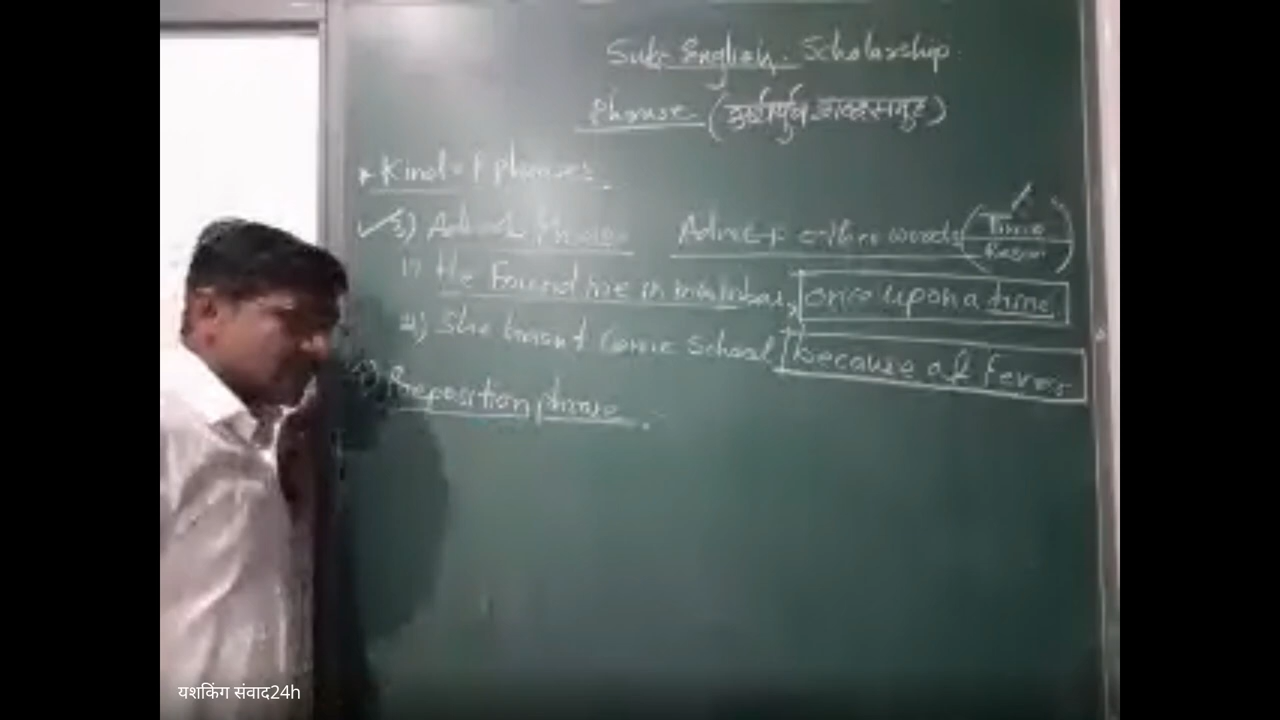 Sub- English - Scholarship
Phrase (अर्थपूर्ण शब्दसमुह)
* Kind of phrases
3) Adverb Phrase Adverb + other words (Time
Reason)
1) He found me in mumbai, once upon a time.
2) She wasn't come school because of fever
4) Preposition phrase
यशकिंग संवाद24h